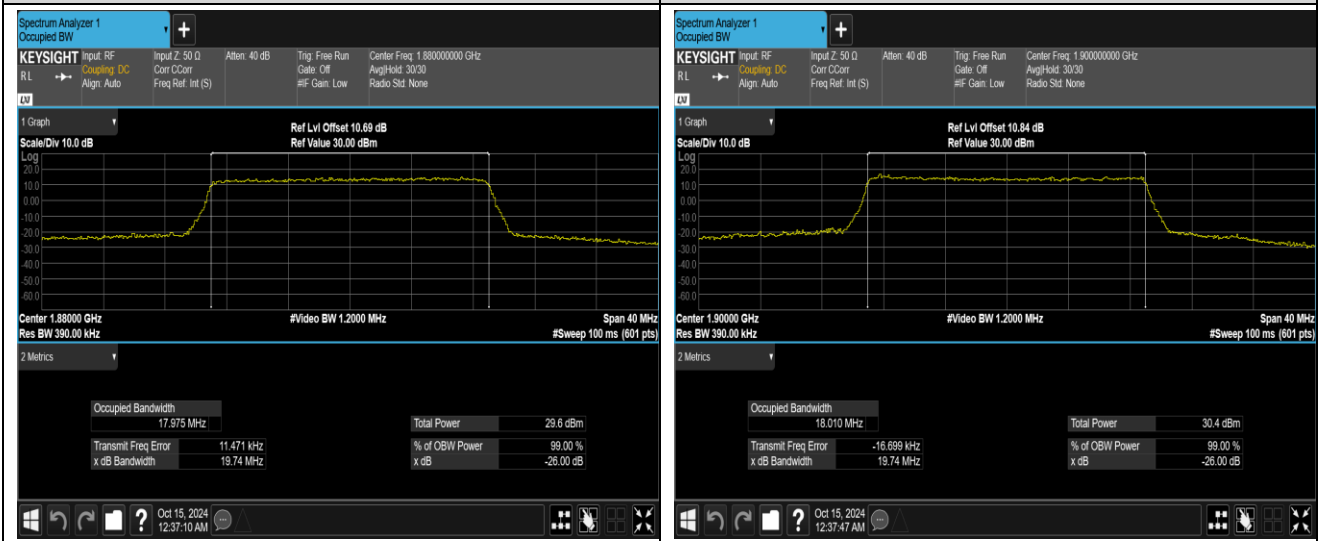 Spectrum Analyzer 1
Occupied BW
+
KEYSIGHT Input: RF Input Z: 50 Ω Atten: 40 dB Trig: Free Run Center Freq: 1.880000000 GHz
RL Coupling: DC Corr CCorr Gate: Off Avg|Hold: 30/30
Align: Auto Freq Ref: Int (S) #IF Gain: Low Radio Std: None
LXI
1 Graph
Ref Lvl Offset 10.69 dB
Scale/Div 10.0 dB Ref Value 30.00 dBm
Log
20.0
10.0
0.00
-10.0
-20.0
-30.0
-40.0
-50.0
-60.0
Center 1.88000 GHz #Video BW 1.2000 MHz Span 40 MHz
Res BW 390.00 kHz #Sweep 100 ms (601 pts)
2 Metrics
Occupied Bandwidth
17.975 MHz Total Power 29.6 dBm
Transmit Freq Error 11.471 kHz % of OBW Power 99.00 %
x dB Bandwidth 19.74 MHz x dB -26.00 dB
?
Oct 15, 2024
12:37:10 AM
Spectrum Analyzer 1
Occupied BW
+
KEYSIGHT Input: RF Input Z: 50 Ω Atten: 40 dB Trig: Free Run Center Freq: 1.900000000 GHz
RL Coupling: DC Corr CCorr Gate: Off Avg|Hold: 30/30
Align: Auto Freq Ref: Int (S) #IF Gain: Low Radio Std: None
LXI
1 Graph
Ref Lvl Offset 10.84 dB
Scale/Div 10.0 dB Ref Value 30.00 dBm
Log
20.0
10.0
0.00
-10.0
-20.0
-30.0
-40.0
-50.0
-60.0
Center 1.90000 GHz #Video BW 1.2000 MHz Span 40 MHz
Res BW 390.00 kHz #Sweep 100 ms (601 pts)
2 Metrics
Occupied Bandwidth
18.010 MHz Total Power 30.4 dBm
Transmit Freq Error -16.699 kHz % of OBW Power 99.00 %
x dB Bandwidth 19.74 MHz x dB -26.00 dB
?
Oct 15, 2024
12:37:47 AM